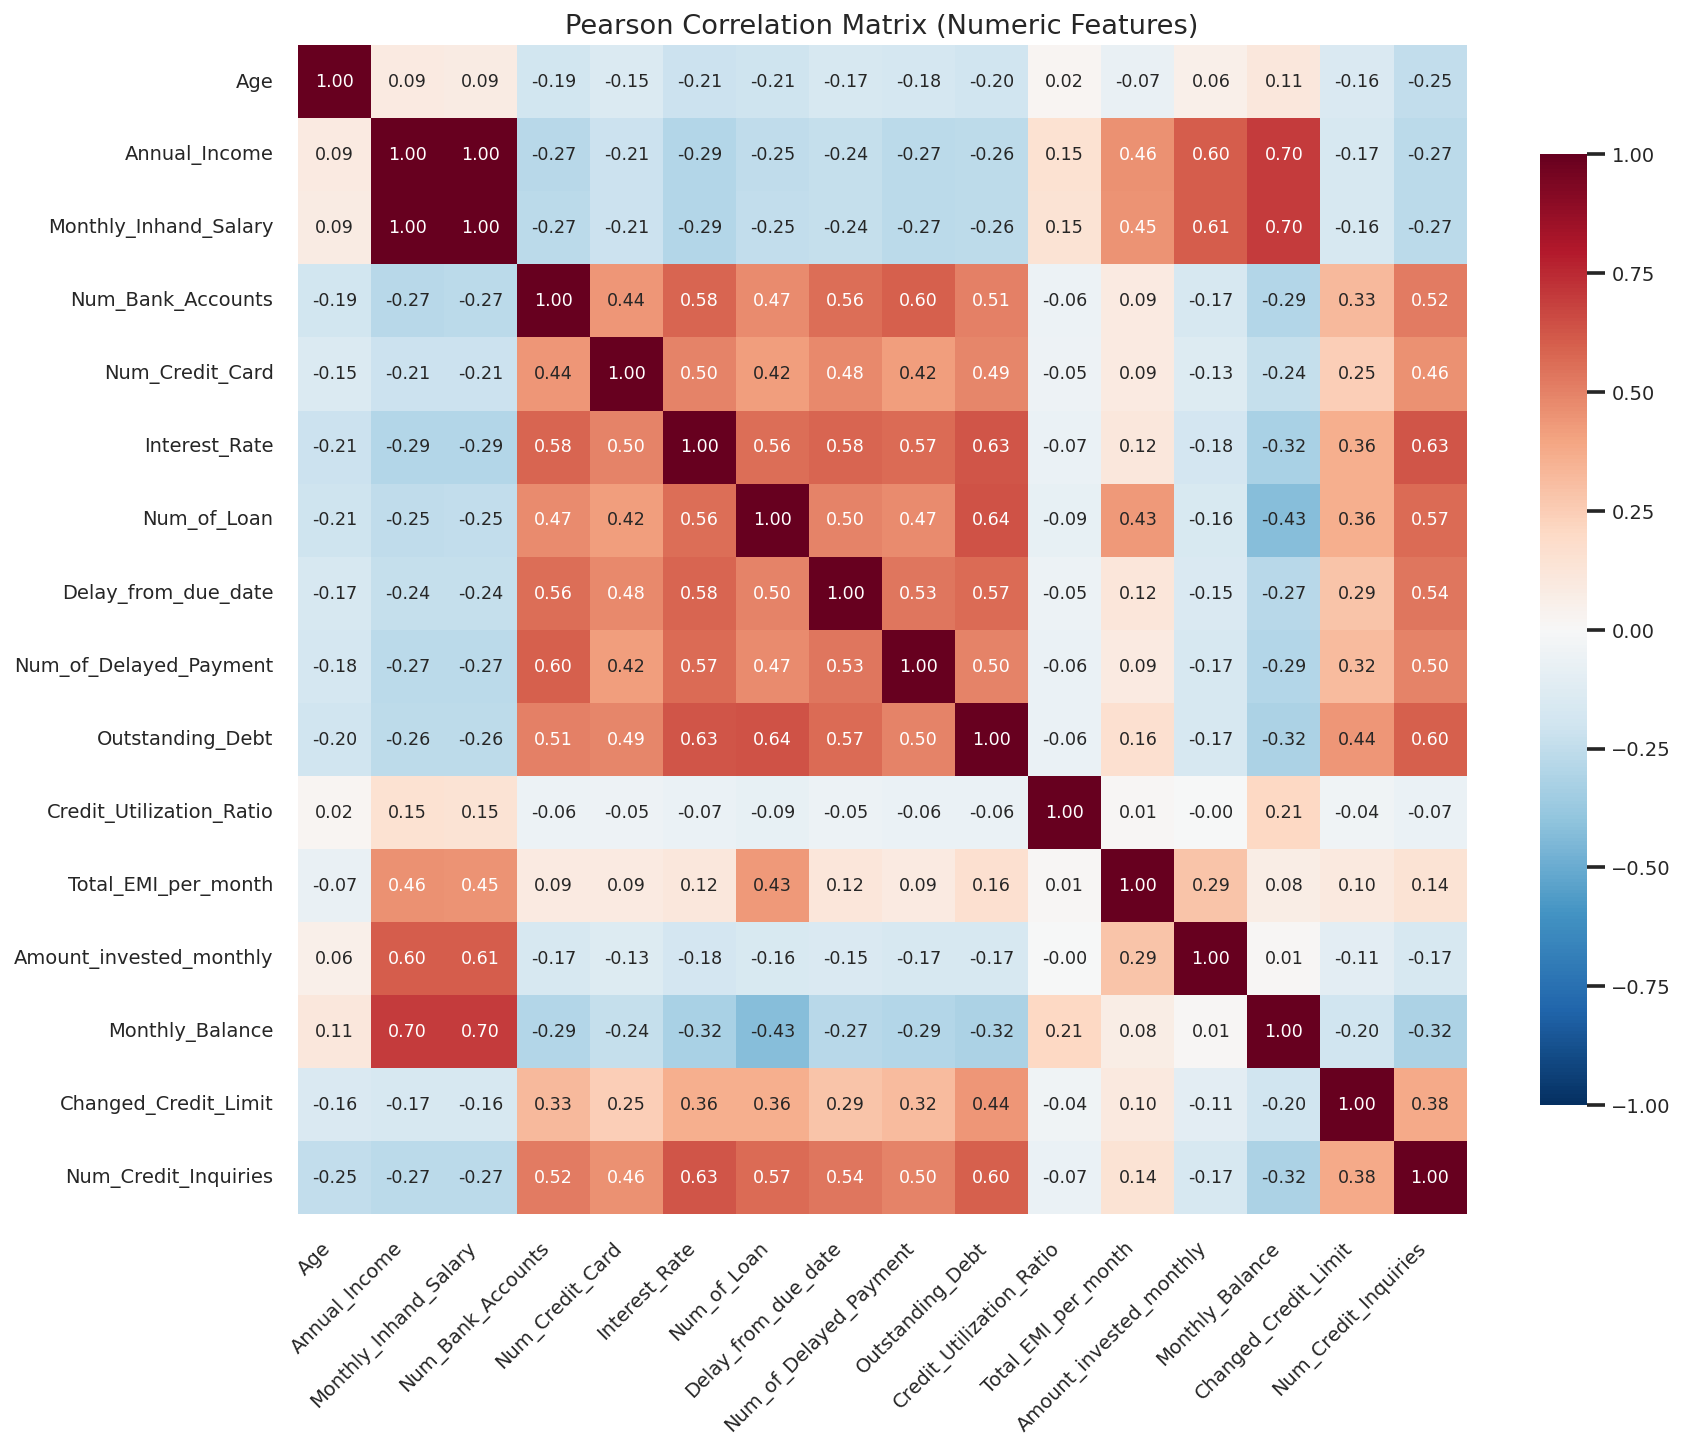 Pearson Correlation Matrix (Numeric Features)
Age 1.00 0.09 0.09 -0.19 -0.15 -0.21 -0.21 -0.17 -0.18 -0.20 0.02 -0.07 0.06 0.11 -0.16 -0.25
Annual_Income 0.09 1.00 1.00 -0.27 -0.21 -0.29 -0.25 -0.24 -0.27 -0.26 0.15 0.46 0.60 0.70 -0.17 -0.27
Monthly_Inhand_Salary 0.09 1.00 1.00 -0.27 -0.21 -0.29 -0.25 -0.24 -0.27 -0.26 0.15 0.45 0.61 0.70 -0.16 -0.27
Num_Bank_Accounts -0.19 -0.27 -0.27 1.00 0.44 0.58 0.47 0.56 0.60 0.51 -0.06 0.09 -0.17 -0.29 0.33 0.52
Num_Credit_Card -0.15 -0.21 -0.21 0.44 1.00 0.50 0.42 0.48 0.42 0.49 -0.05 0.09 -0.13 -0.24 0.25 0.46
Interest_Rate -0.21 -0.29 -0.29 0.58 0.50 1.00 0.56 0.58 0.57 0.63 -0.07 0.12 -0.18 -0.32 0.36 0.63
Num_of_Loan -0.21 -0.25 -0.25 0.47 0.42 0.56 1.00 0.50 0.47 0.64 -0.09 0.43 -0.16 -0.43 0.36 0.57
Delay_from_due_date -0.17 -0.24 -0.24 0.56 0.48 0.58 0.50 1.00 0.53 0.57 -0.05 0.12 -0.15 -0.27 0.29 0.54
Num_of_Delayed_Payment -0.18 -0.27 -0.27 0.60 0.42 0.57 0.47 0.53 1.00 0.50 -0.06 0.09 -0.17 -0.29 0.32 0.50
Outstanding_Debt -0.20 -0.26 -0.26 0.51 0.49 0.63 0.64 0.57 0.50 1.00 -0.06 0.16 -0.17 -0.32 0.44 0.60
Credit_Utilization_Ratio 0.02 0.15 0.15 -0.06 -0.05 -0.07 -0.09 -0.05 -0.06 -0.06 1.00 0.01 -0.00 0.21 -0.04 -0.07
Total_EMI_per_month -0.07 0.46 0.45 0.09 0.09 0.12 0.43 0.12 0.09 0.16 0.01 1.00 0.29 0.08 0.10 0.14
Amount_invested_monthly 0.06 0.60 0.61 -0.17 -0.13 -0.18 -0.16 -0.15 -0.17 -0.17 -0.00 0.29 1.00 0.01 -0.11 -0.17
Monthly_Balance 0.11 0.70 0.70 -0.29 -0.24 -0.32 -0.43 -0.27 -0.29 -0.32 0.21 0.08 0.01 1.00 -0.20 -0.32
Changed_Credit_Limit -0.16 -0.17 -0.16 0.33 0.25 0.36 0.36 0.29 0.32 0.44 -0.04 0.10 -0.11 -0.20 1.00 0.38
Num_Credit_Inquiries -0.25 -0.27 -0.27 0.52 0.46 0.63 0.57 0.54 0.50 0.60 -0.07 0.14 -0.17 -0.32 0.38 1.00
Age
Annual_Income
Monthly_Inhand_Salary
Num_Bank_Accounts
Num_Credit_Card
Interest_Rate
Num_of_Loan
Delay_from_due_date
Num_of_Delayed_Payment
Outstanding_Debt
Credit_Utilization_Ratio
Total_EMI_per_month
Amount_invested_monthly
Monthly_Balance
Changed_Credit_Limit
Num_Credit_Inquiries
1.00
0.75
0.50
0.25
0.00
−0.25
−0.50
−0.75
−1.00